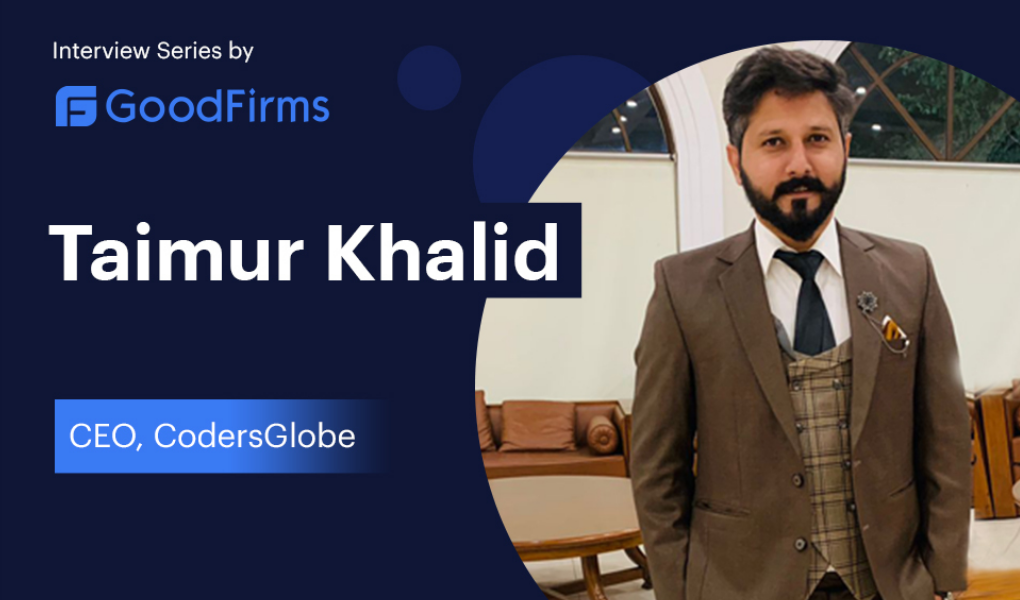 Interview Series by
GoodFirms
Taimur Khalid
CEO, CodersGlobe